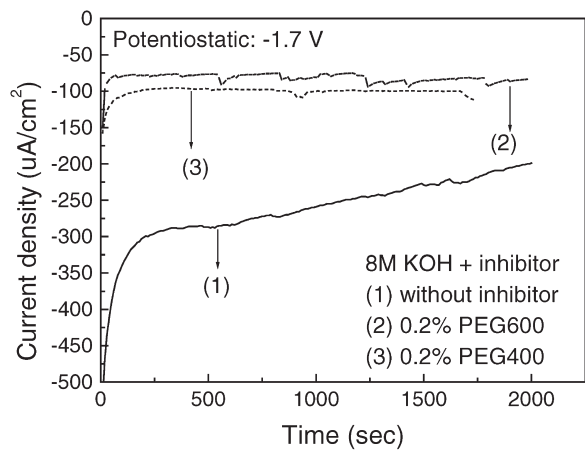 Potentiostatic: -1.7 V
0
-50
-100
-150
-200
-250
-300
-350
-400
-450
-500
Current density (uA/cm²)
(2)
(3)
(1)
8M KOH + inhibitor
(1) without inhibitor
(2) 0.2% PEG600
(3) 0.2% PEG400
0 500 1000 1500 2000
Time (sec)